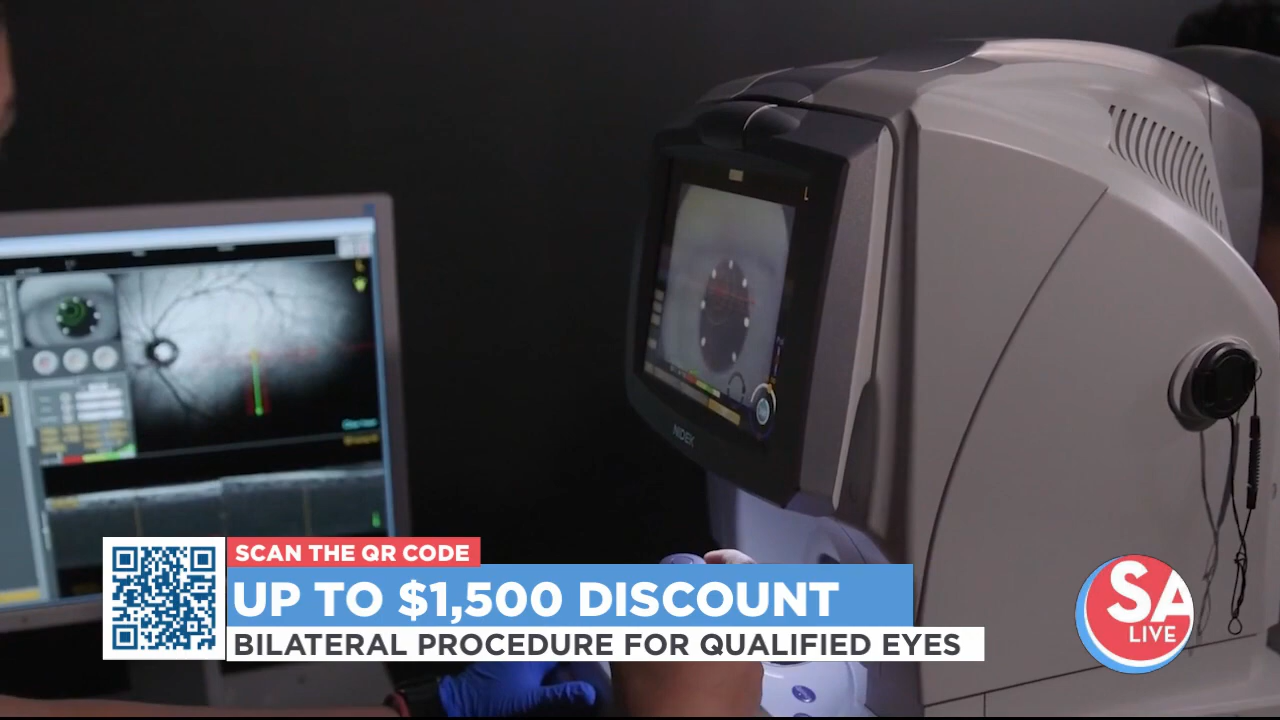 L
NIDEK
SCAN THE QR CODE
UP TO $1,500 DISCOUNT
BILATERAL PROCEDURE FOR QUALIFIED EYES
SA
LIVE